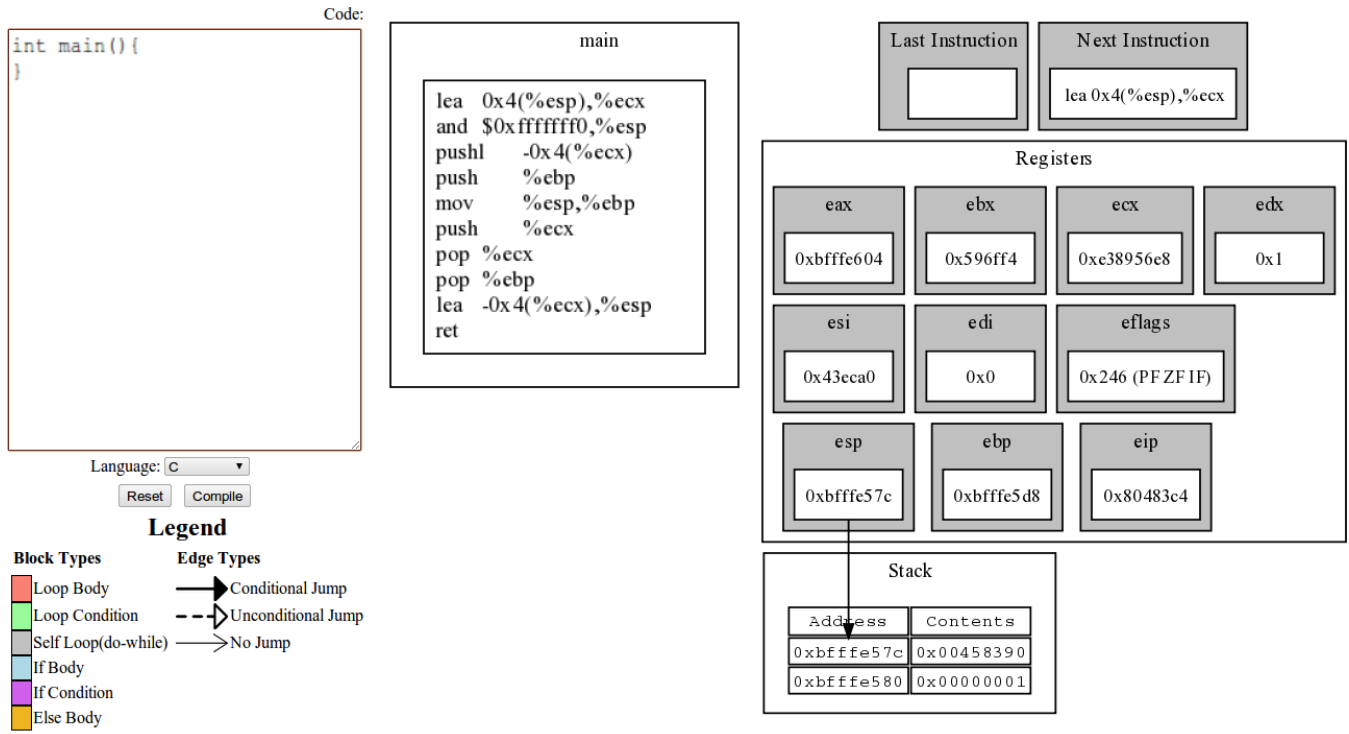 Code:
int main(){
}
Language: C
Reset Compile
Legend
Block Types Edge Types
Loop Body Conditional Jump
Loop Condition Unconditional Jump
Self Loop(do-while) No Jump
If Body
If Condition
Else Body
main
lea 0x4(%esp),%ecx
and $0xfffffff0,%esp
pushl -0x4(%ecx)
push %ebp
mov %esp,%ebp
push %ecx
pop %ecx
pop %ebp
lea -0x4(%ecx),%esp
ret
Last Instruction Next Instruction
lea 0x4(%esp),%ecx
Registers
eax ebx ecx edx
0xbfffe604 0x596ff4 0xe38956e8 0x1
esi edi eflags
0x43eca0 0x0 0x246 (PF ZF IF)
esp ebp eip
0xbfffe57c 0xbfffe5d8 0x80483c4
Stack
Address Contents
0xbfffe57c 0x00458390
0xbfffe580 0x00000001